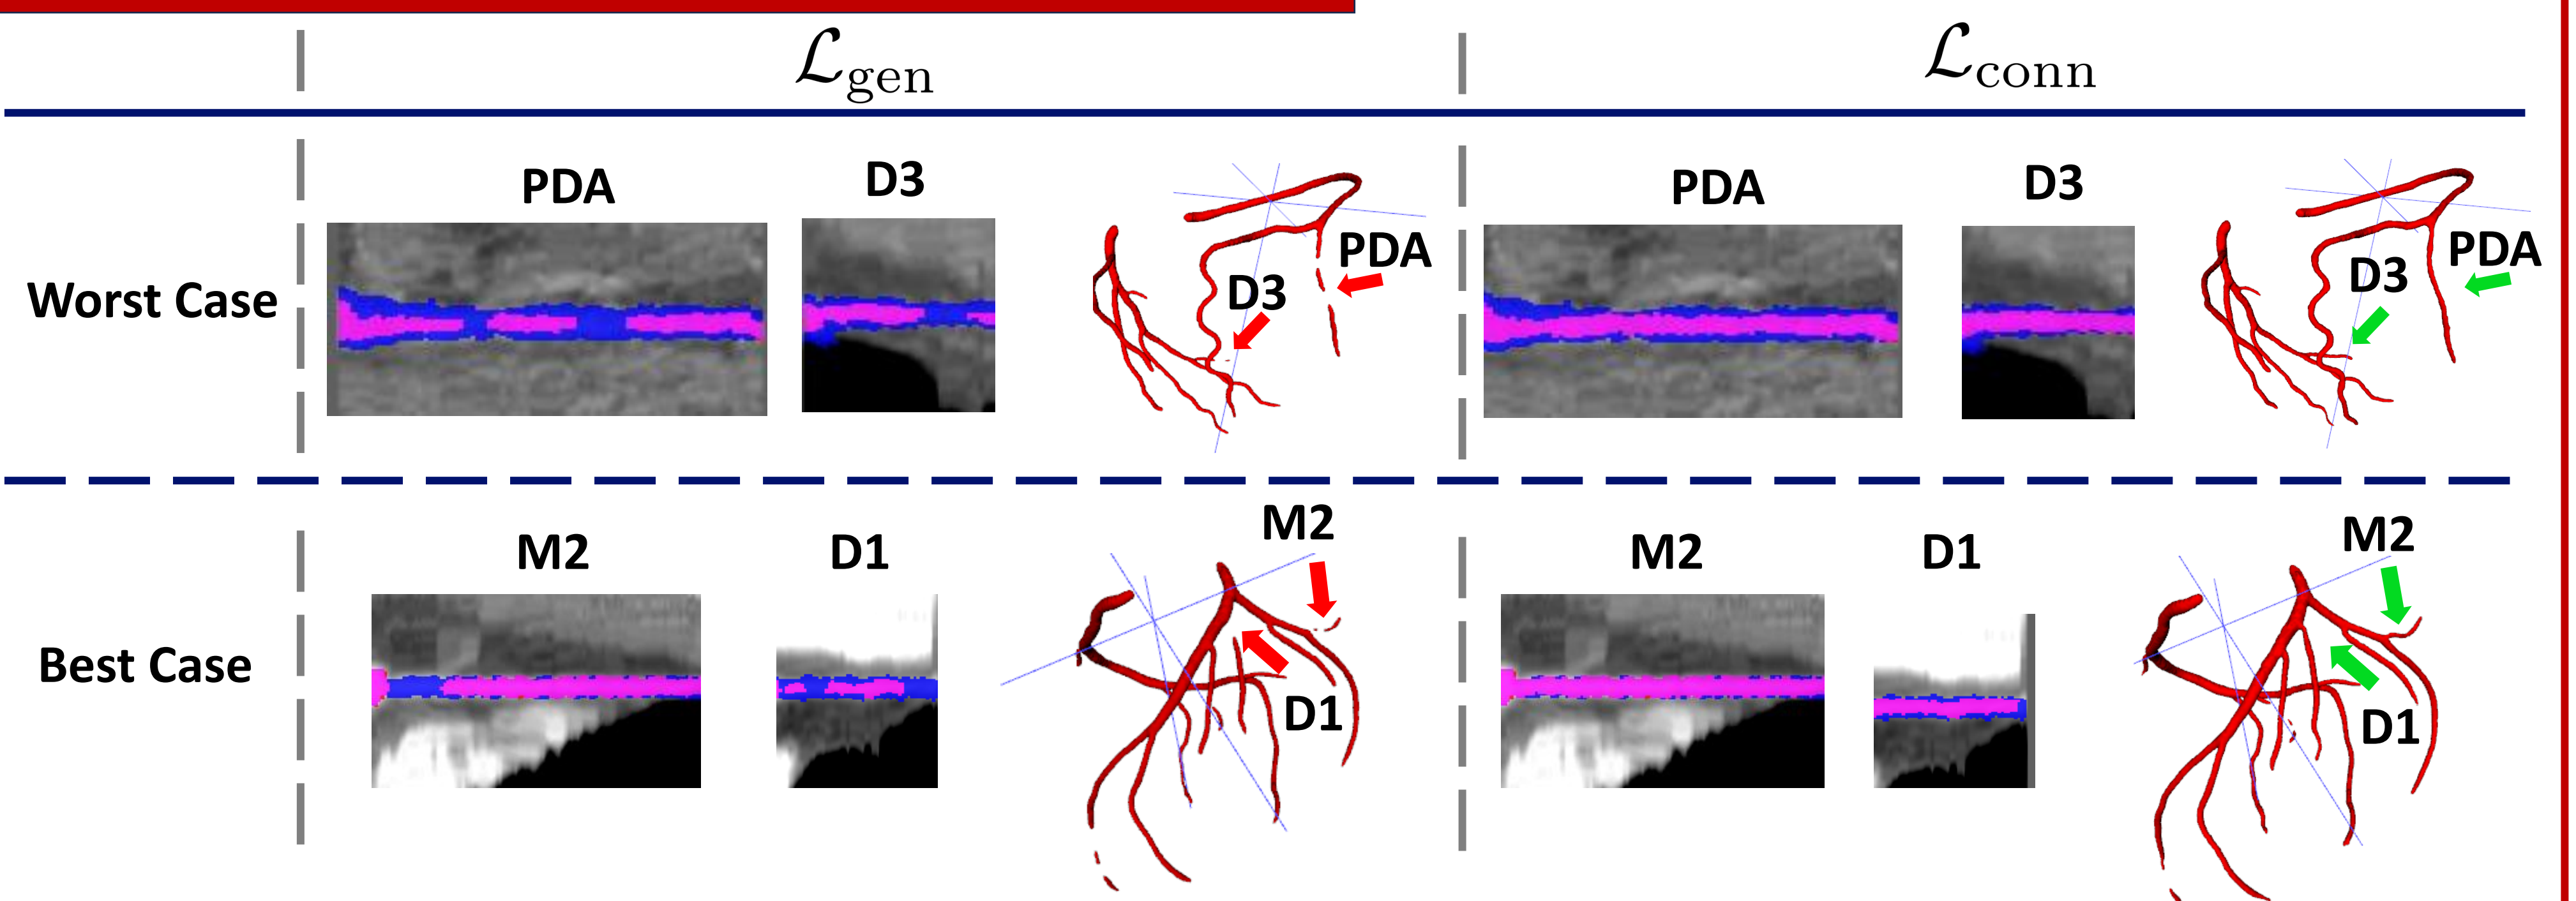 ℒgen ℒconn
PDA D3 PDA D3
PDA PDA
D3 D3
Worst Case
M2 M2
M2 D1 M2 D1
Best Case
D1 D1